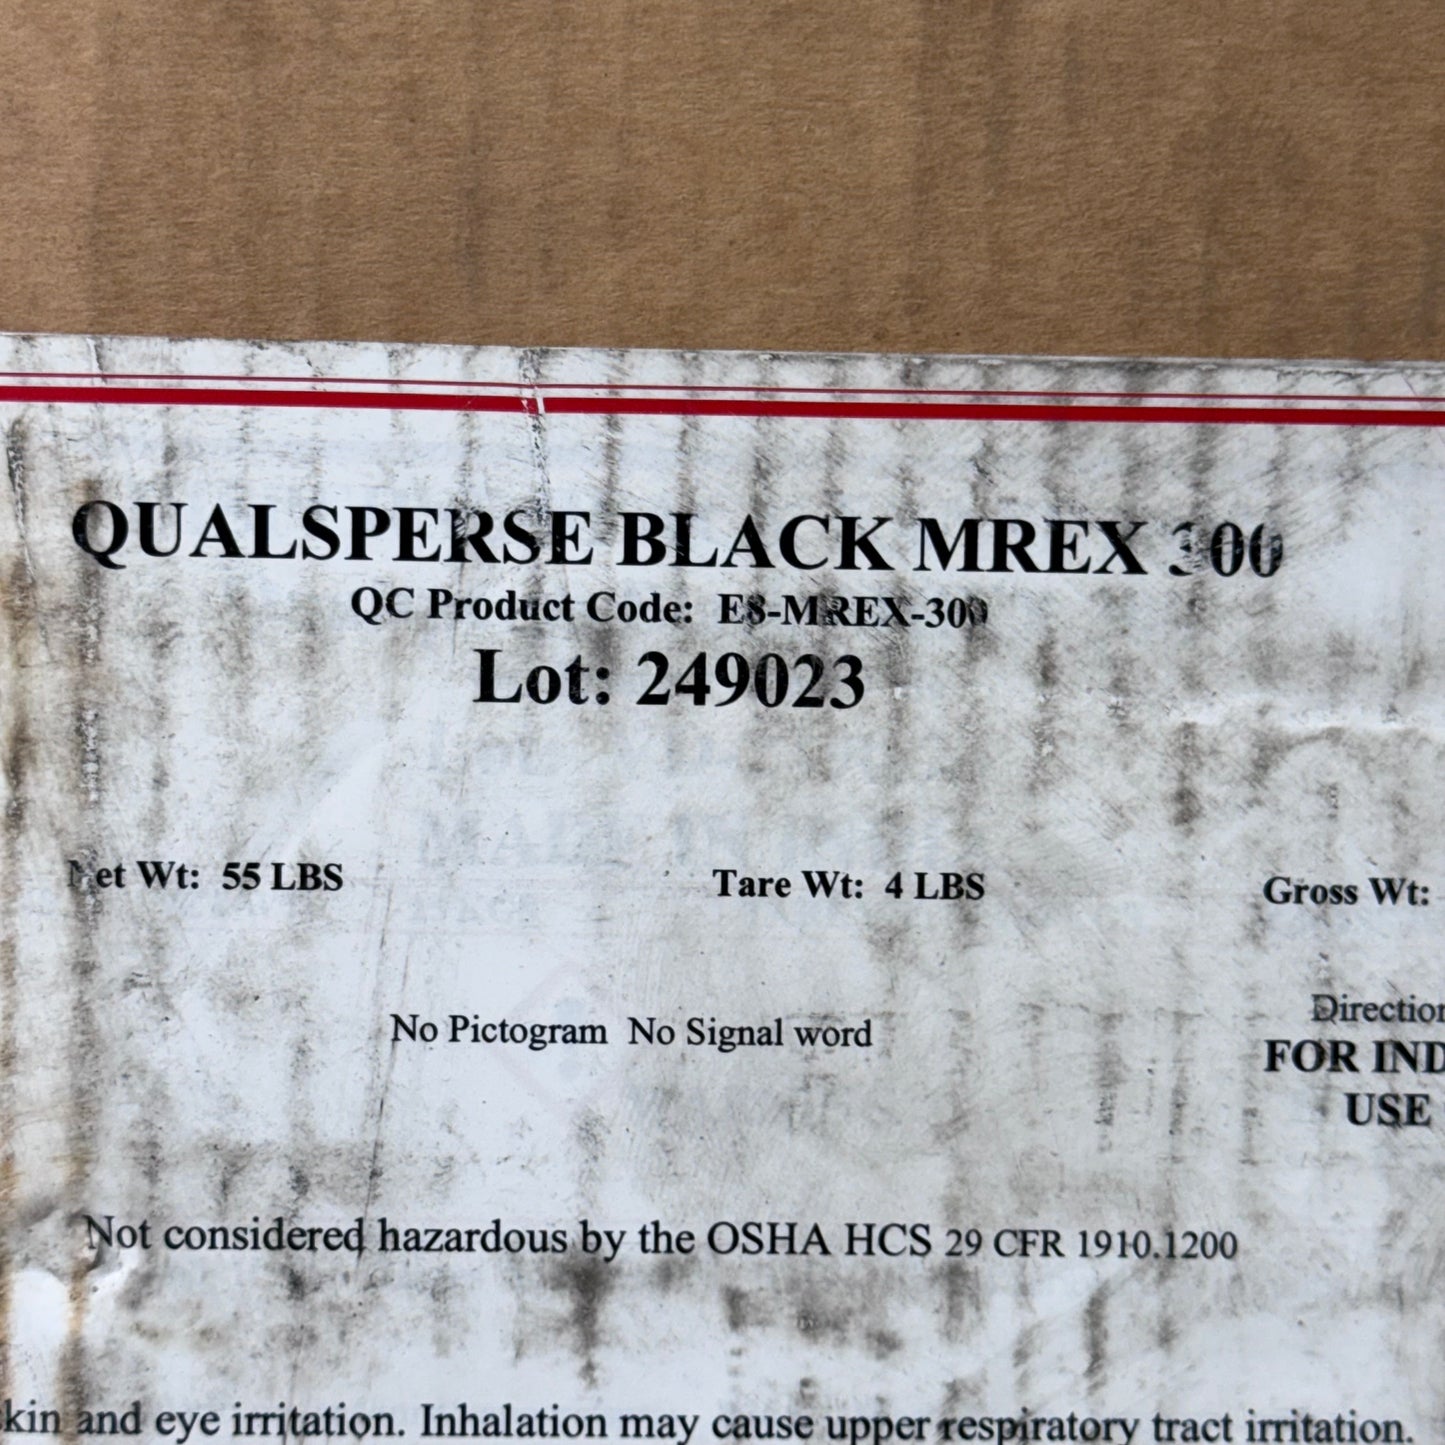 QUALSPERSE BLACK MREX 300
QC Product Code: E8-MREX-300
Lot: 249023
Net Wt: 55 LBS Tare Wt: 4 LBS Gross Wt:
No Pictogram No Signal word
Direction
FOR IND
USE
Not considered hazardous by the OSHA HCS 29 CFR 1910.1200
kin and eye irritation. Inhalation may cause upper respiratory tract irritation.